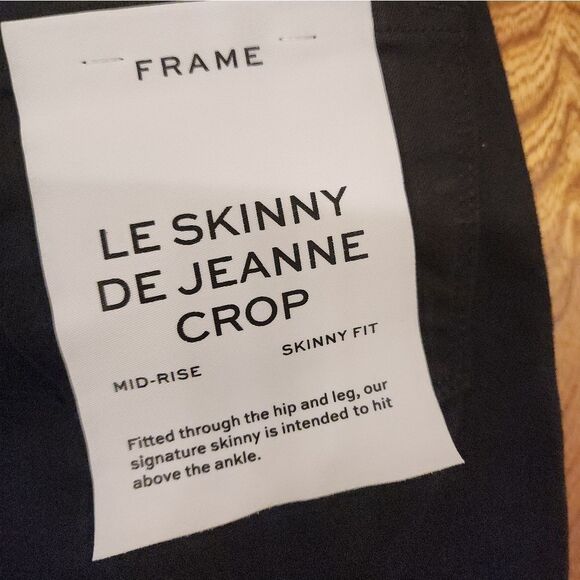 FRAME
LE SKINNY
DE JEANNE
CROP
MID-RISE SKINNY FIT
Fitted through the hip and leg, our
signature skinny is intended to hit
above the ankle.